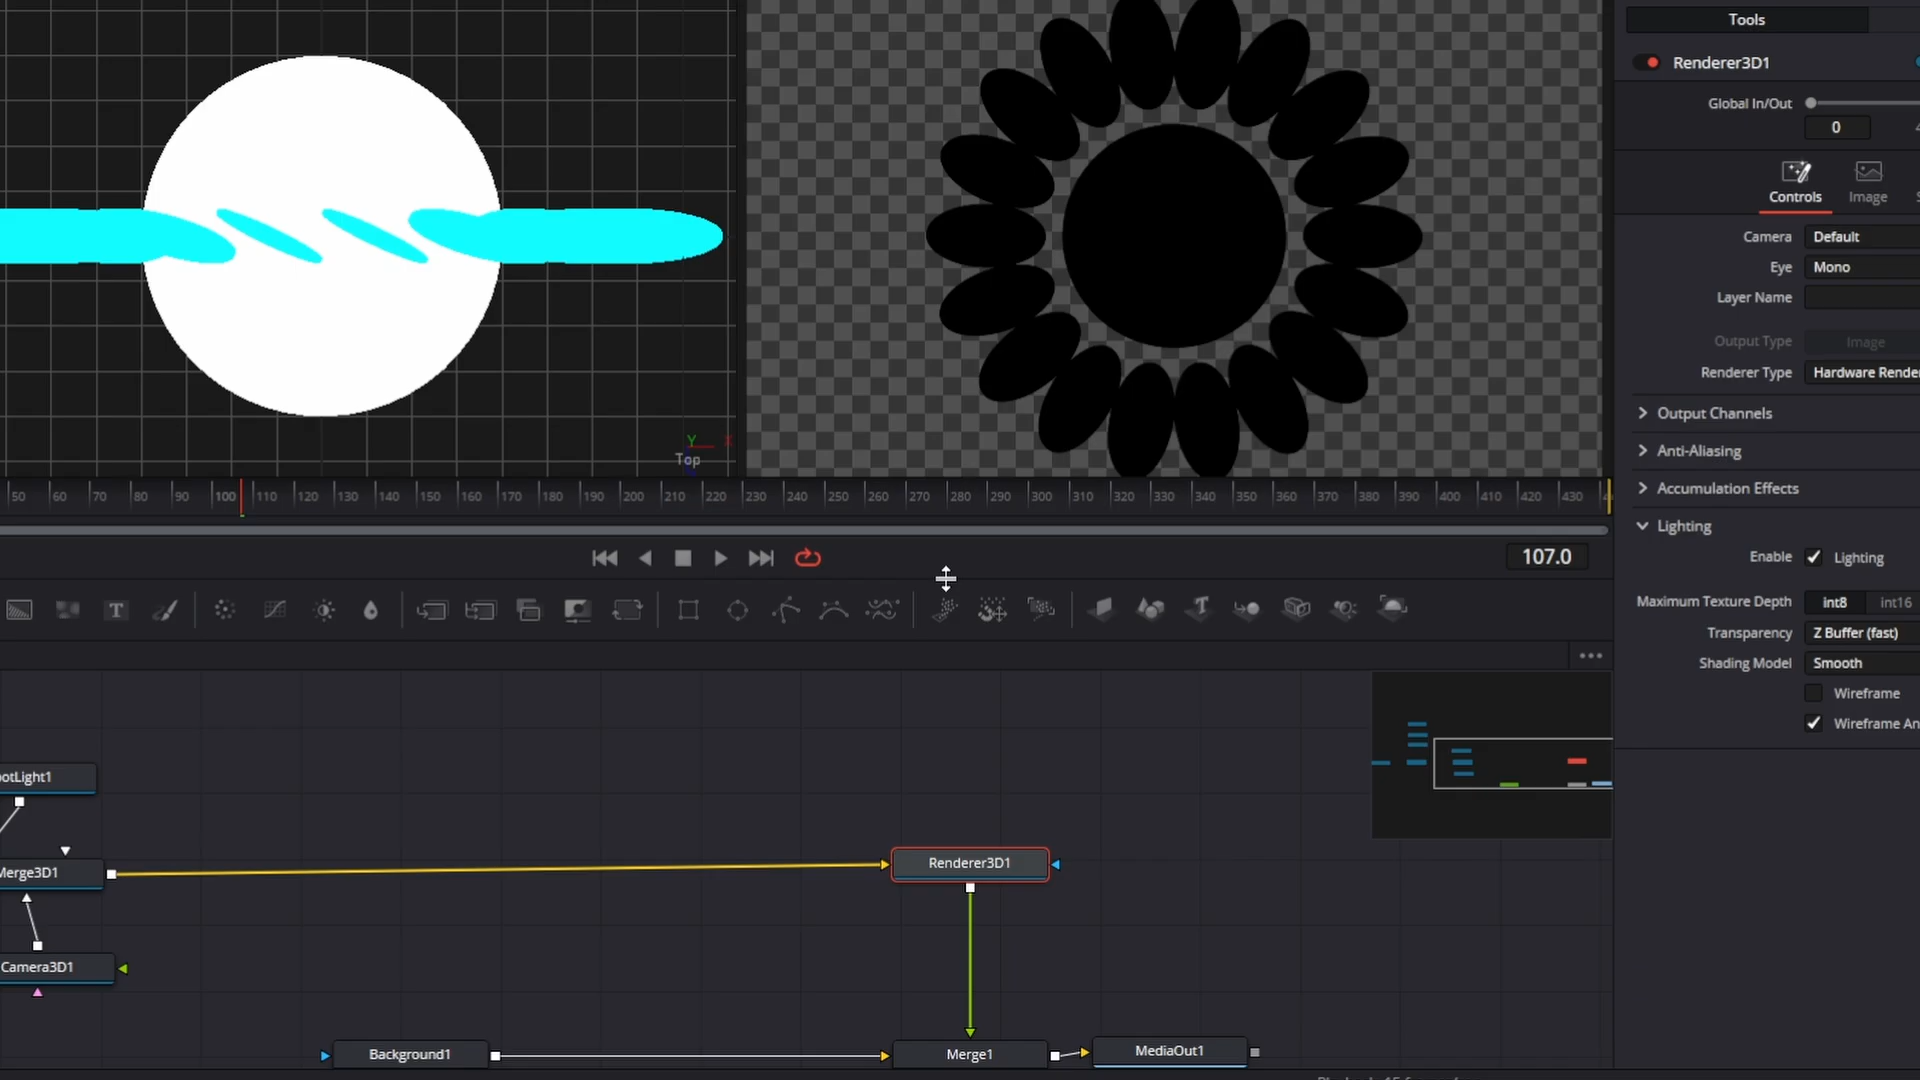 Tools
Renderer3D1
Global In/Out
0
Controls
Image
Camera
Default
Eye
Mono
Layer Name
Output Type
Image
Renderer Type
Hardware Rende
Output Channels
Anti-Aliasing
Accumulation Effects
Lighting
Enable
Lighting
Maximum Texture Depth
int8
int16
Transparency
Z Buffer (fast)
Shading Model
Smooth
Wireframe
Wireframe An
Y
X
Top
50 60 70 80 90 100 110 120 130 140 150 160 170 180 190 200 210 220 230 240 250 260 270 280 290 300 310 320 330 340 350 360 370 380 390 400 410 420 430
107.0
T
T
potLight1
Merge3D1
Renderer3D1
Camera3D1
Background1
Merge1
MediaOut1